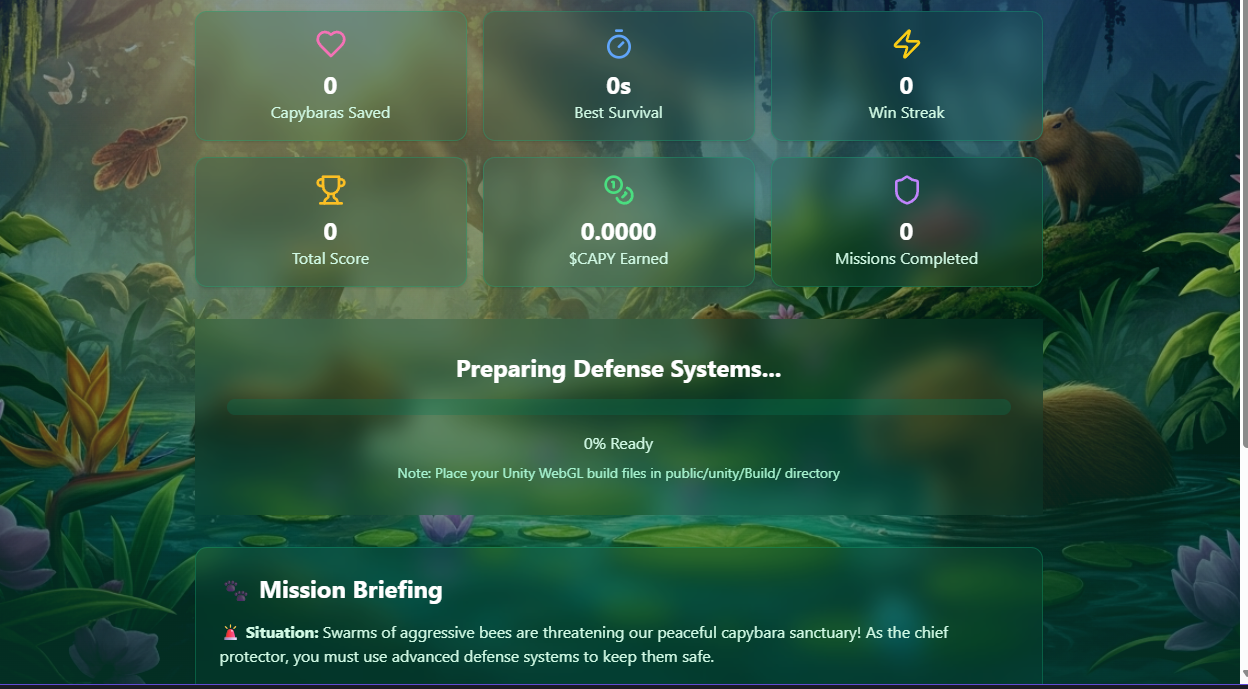 0
Capybaras Saved
0s
Best Survival
0
Win Streak
0
Total Score
0.0000
$CAPY Earned
0
Missions Completed
Preparing Defense Systems...
0% Ready
Note: Place your Unity WebGL build files in public/unity/Build/ directory
Mission Briefing
Situation: Swarms of aggressive bees are threatening our peaceful capybara sanctuary! As the chief
protector, you must use advanced defense systems to keep them safe.